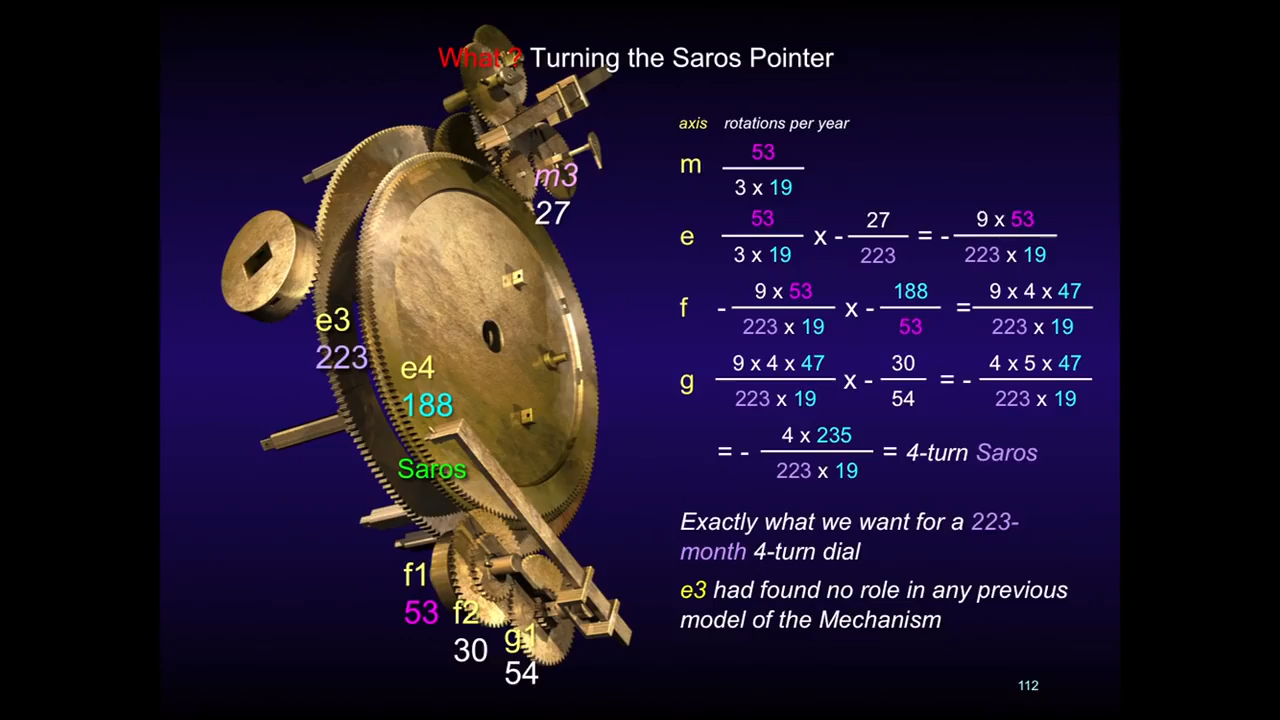 What ? Turning the Saros Pointer
axis rotations per year
m 53 / 3 x 19
e 53 / 3 x 19 x - 27 / 223 = - 9 x 53 / 223 x 19
f - 9 x 53 / 223 x 19 x - 188 / 53 = 9 x 4 x 47 / 223 x 19
g 9 x 4 x 47 / 223 x 19 x - 30 / 54 = - 4 x 5 x 47 / 223 x 19
= - 4 x 235 / 223 x 19 = 4-turn Saros
Exactly what we want for a 223-
month 4-turn dial
e3 had found no role in any previous
model of the Mechanism
m3
27
e3
223
e4
188
Saros
f1
53
f2
30
g1
54
112